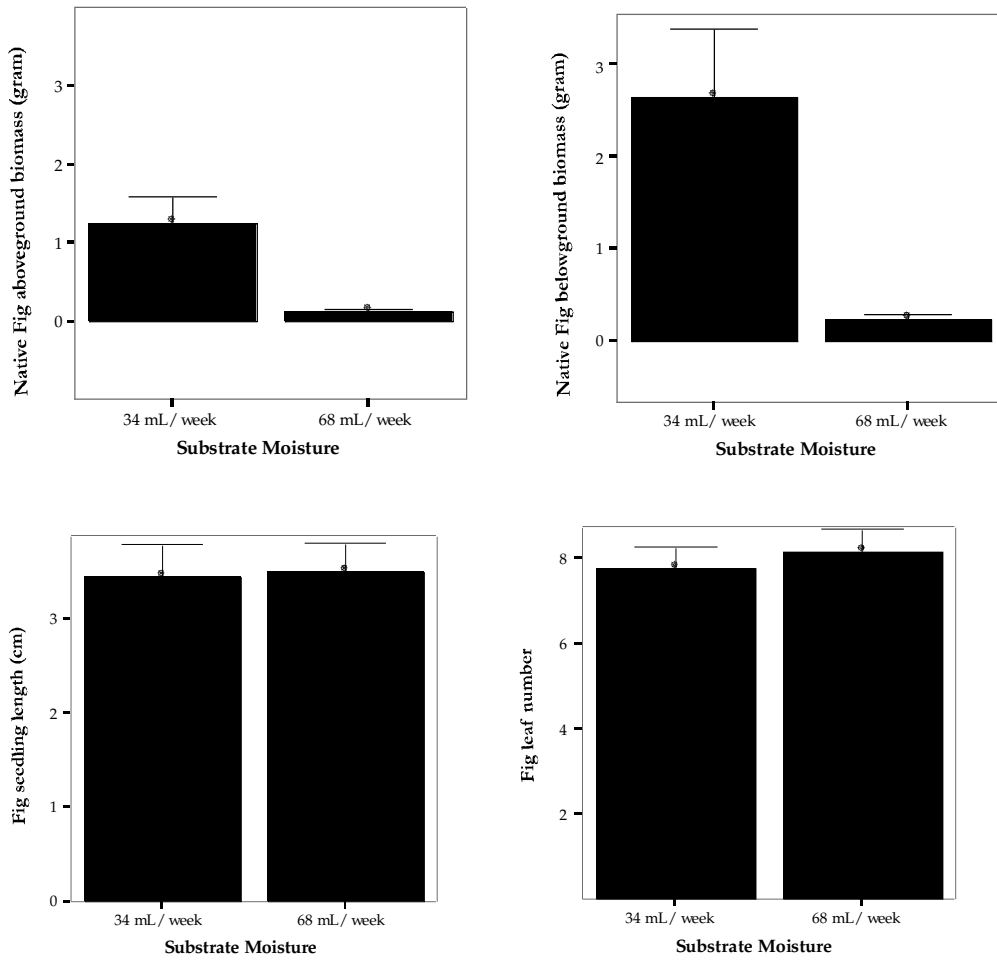 Native Fig aboveground biomass (gram)
3
2
1
0
34 mL/ week
68 mL/ week
Substrate Moisture
Native Fig belowground biomass (gram)
3
2
1
0
34 mL/ week
68 mL/ week
Substrate Moisture
Fig seedling length (cm)
3
2
1
0
34 mL/ week
68 mL/ week
Substrate Moisture
Fig leaf number
8
6
4
2
34 mL/ week
68 mL/ week
Substrate Moisture